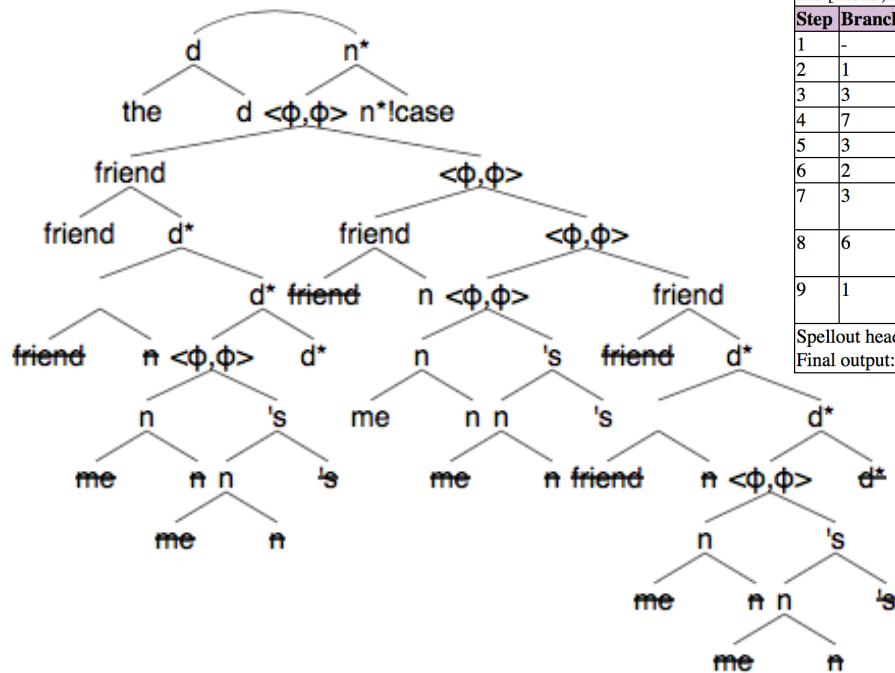 Step Branch
1 -
2 1
3 3
4 7
5 3
6 2
7 3
8 6
9 1
Spellout head
Final output:
d n*
the d <ф,ф> n*!case
friend <ф,ф>
friend d* friend <ф,ф>
d* friend n <ф,ф> friend
friend n <ф,ф> d* n 's friend d*
n 's me n n 's d*
me n n 's me n friend n <ф,ф> d*
me n n 's
me n n 's
me n